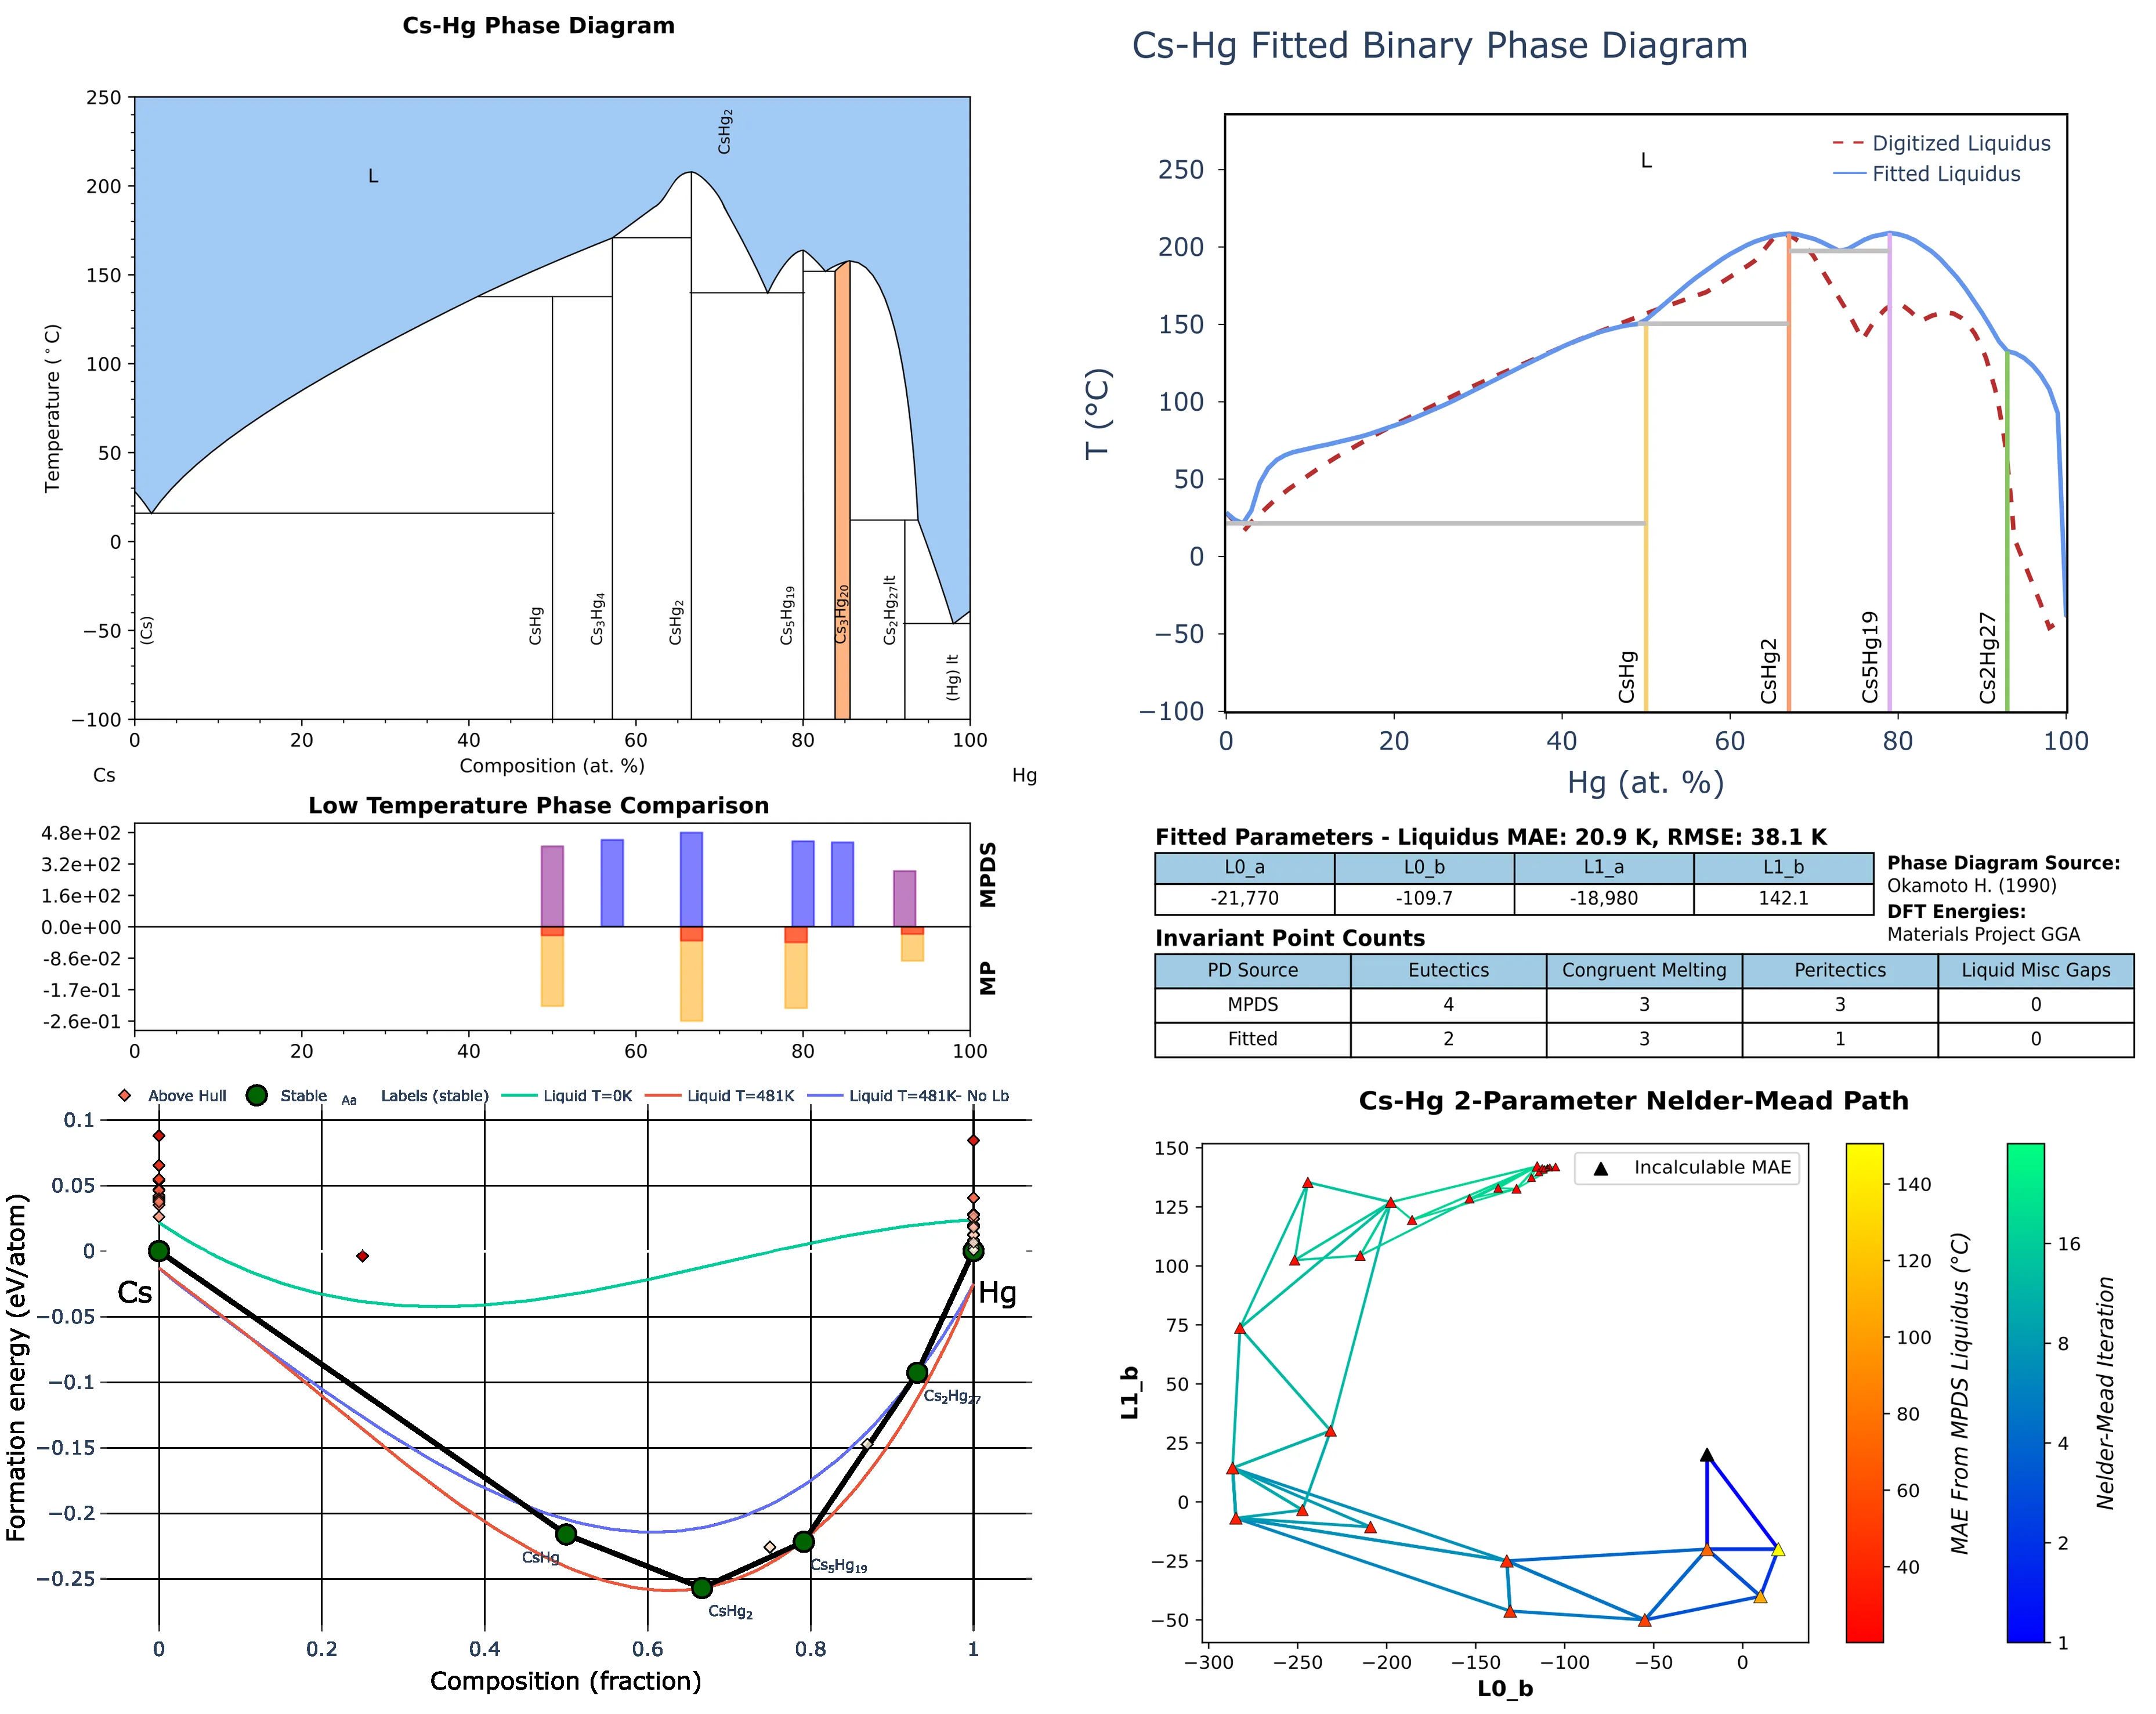 Cs-Hg Phase Diagram
250
200
150
100
50
0
−50
−100
Temperature (°C)
L
CsHg2
(Cs)
CsHg
Cs3Hg4
CsHg2
Cs5Hg19
Cs3Hg20
Cs2Hg27lt
(Hg) lt
0 20 40 60 80 100
Composition (at. %)
Cs Hg
Cs-Hg Fitted Binary Phase Diagram
L
Digitized Liquidus
Fitted Liquidus
250
200
150
100
50
0
−50
−100
T (°C)
CsHg
CsHg2
Cs5Hg19
Cs2Hg27
0 20 40 60 80 100
Hg (at. %)
Low Temperature Phase Comparison
4.8e+02
3.2e+02
1.6e+02
0.0e+00
-8.6e-02
-1.7e-01
-2.6e-01
MPDS
MP
0 20 40 60 80 100
Fitted Parameters - Liquidus MAE: 20.9 K, RMSE: 38.1 K
L0_a L0_b L1_a L1_b
-21,770 -109.7 -18,980 142.1
Phase Diagram Source:
Okamoto H. (1990)
DFT Energies:
Materials Project GGA
Invariant Point Counts
PD Source Eutectics Congruent Melting Peritectics Liquid Misc Gaps
MPDS 4 3 3 0
Fitted 2 3 1 0
Above Hull Stable Aa Labels (stable) Liquid T=0K Liquid T=481K Liquid T=481K- No Lb
0.1
0.05
0
−0.05
−0.1
−0.15
−0.2
−0.25
Formation energy (eV/atom)
Cs
Hg
Cs2Hg27
CsHg
Cs5Hg19
CsHg2
0 0.2 0.4 0.6 0.8 1
Composition (fraction)
Cs-Hg 2-Parameter Nelder-Mead Path
Incalculable MAE
150
125
100
75
50
25
0
−25
−50
L1_b
−300 −250 −200 −150 −100 −50 0
L0_b
140
120
100
80
60
40
MAE From MPDS Liquidus (°C)
16
8
4
2
1
Nelder-Mead Iteration